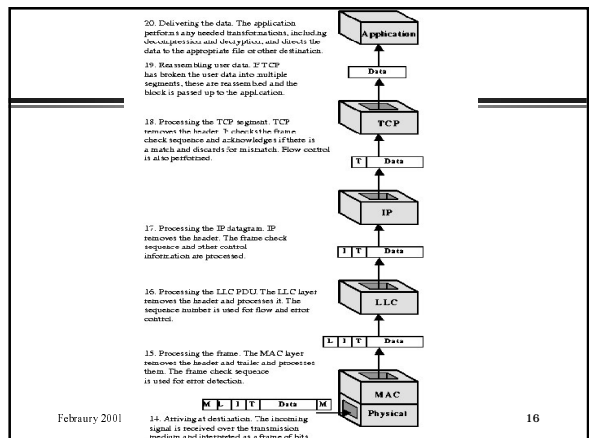 20. Delivering the data. The application
performs any needed transformations, including
decompression and decryption, and directs the
data to the appropriate file or other destination.
Application
19. Reassembling user data. If TCP
has broken the user data into multiple
segments, these are reassembled and the
block is passed up to the application.
Data
18. Processing the TCP segment. TCP
removes the header. It checks the frame
check sequence and acknowledges if there is
a match and discards for mismatch. Flow control
is also performed.
TCP
T Data
IP
17. Processing the IP datagram. IP
removes the header. The frame check
sequence and other control
information are processed.
I T Data
16. Processing the LLC PDU. The LLC layer
removes the header and processes it. The
sequence number is used for flow and error
control.
LLC
L I T Data
15. Processing the frame. The MAC layer
removes the header and trailer and processes
them. The frame check sequence
is used for error detection.
MAC
M L I T Data M
Physical
Febraury 2001
14. Arriving at destination. The incoming
signal is received over the transmission
medium and interpreted as a frame of bits
16